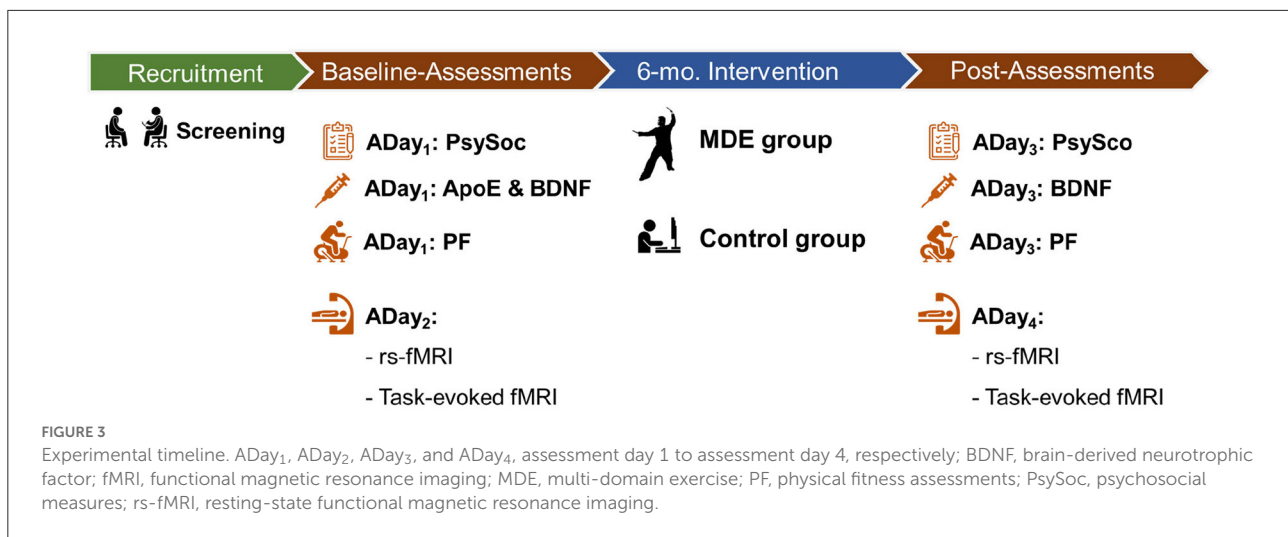 Recruitment
Baseline-Assessments
6-mo. Intervention
Post-Assessments
Screening
ADay₁: PsySoc
ADay₁: ApoE & BDNF
ADay₁: PF
ADay₂:
- rs-fMRI
- Task-evoked fMRI
MDE group
Control group
ADay₃: PsySco
ADay₃: BDNF
ADay₃: PF
ADay₄:
- rs-fMRI
- Task-evoked fMRI
FIGURE 3
Experimental timeline. ADay₁, ADay₂, ADay₃, and ADay₄, assessment day 1 to assessment day 4, respectively; BDNF, brain-derived neurotrophic
factor; fMRI, functional magnetic resonance imaging; MDE, multi-domain exercise; PF, physical fitness assessments; PsySoc, psychosocial
measures; rs-fMRI, resting-state functional magnetic resonance imaging.